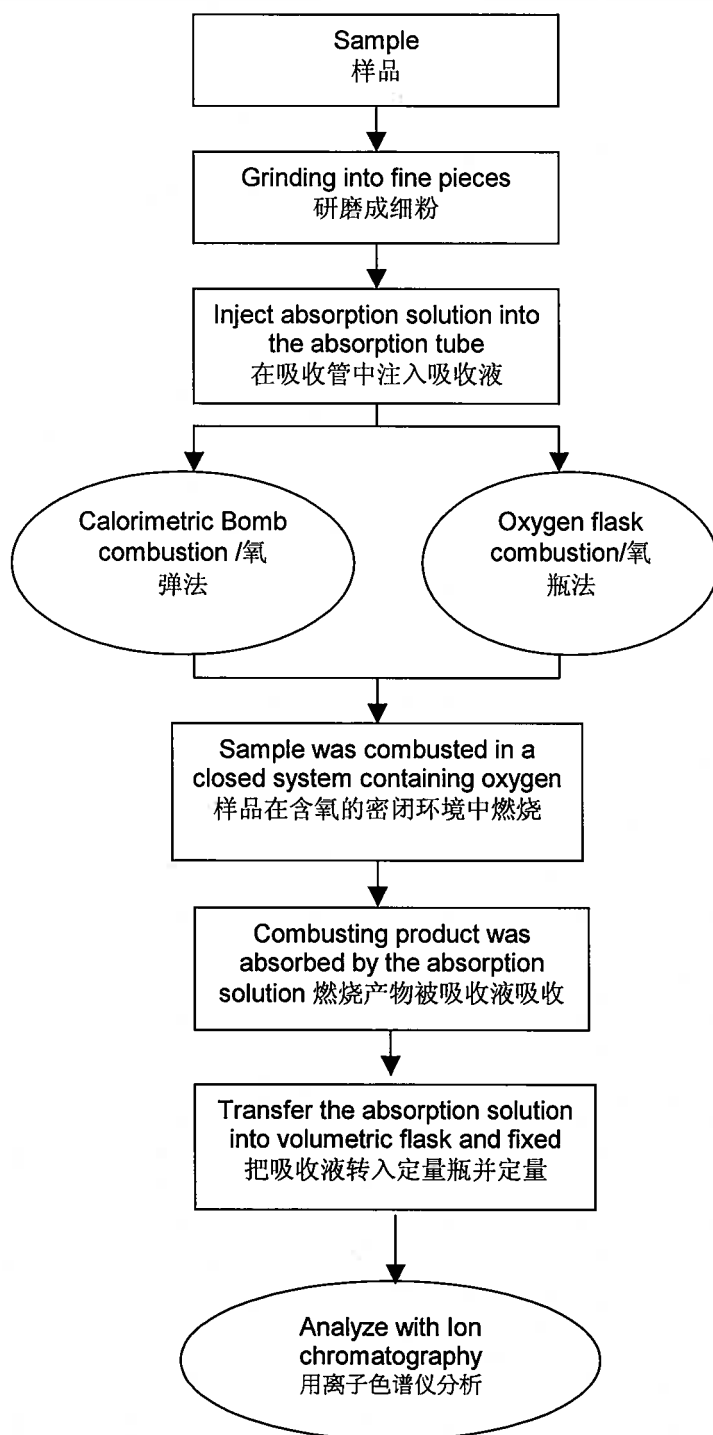 Sample
样品
Grinding into fine pieces
研磨成细粉
Inject absorption solution into
the absorption tube
在吸收管中注入吸收液
Calorimetric Bomb
combustion /氧
弹法
Oxygen flask
combustion/氧
瓶法
Sample was combusted in a
closed system containing oxygen
样品在含氧的密闭环境中燃烧
Combusting product was
absorbed by the absorption
solution 燃烧产物被吸收液吸收
Transfer the absorption solution
into volumetric flask and fixed
把吸收液转入定量瓶并定量
Analyze with Ion
chromatography
用离子色谱仪分析